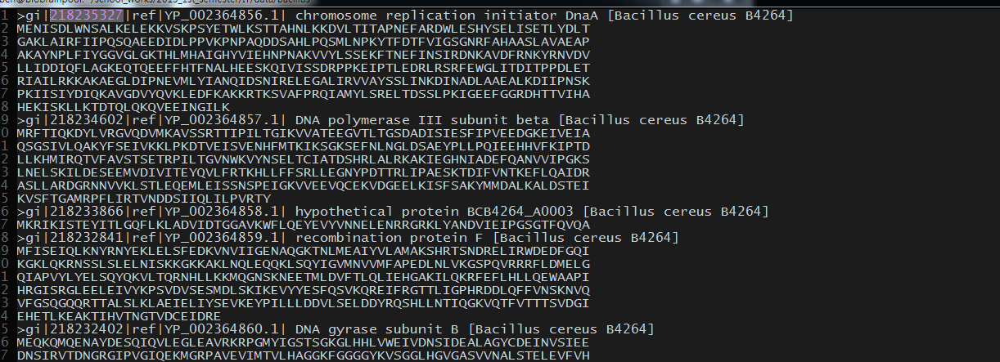 1 >gi|218235327|ref|YP_002364856.1| chromosome replication initiator DnaA [Bacillus cereus B4264]
2 MENISDLWNSALKELEKKVSKPSYETWLKSTTAHNLKKDVLTITAPNEFARDWLESHYSELISETLYDLT
3 GAKLAIRFIIPQSQAEEDIDLPPVKPNPAQDDSAHLPQSMLNPKYTFDTFVIGSGNRFAHAASLAVAEAP
4 AKAYNPLFIYGGVGLGKTHLMHAIGHYVIEHNPNAKVVYLSSEKFTNEFINSIRDNKAVDFRNKYRNVDV
5 LLIDDIQFLAGKEQTQEEFFHTFNALHEESKQIVISSDRPPKEIPTLEDRLRSRFEWGLITDITPPDLET
6 RIAILRKKAKAEGLDIPNEVMLYIANQIDSNIRELEGALIRVVAYSSLINKDINADLAAEALKDIIPNSK
7 PKIISIYDIQKAVGDVYQVKLEDFKAKKRTKSVAFPRQIAMYLSRELTDSSLPKIGEEFGGRDHTTVIHA
8 HEKISKLLKTDTQLQKQVEEINGILK
9 >gi|218234602|ref|YP_002364857.1| DNA polymerase III subunit beta [Bacillus cereus B4264]
0 MRFTIQKDYLVRGVQDVMKAVSSRTTIPILTGIKVVATEEGVTLTGSDADISIESFIPVEEDGKEIVEIA
1 QSGSIVLQAKYFSEIVKKLPKDTVEISVENHFMTKIKSGKSEFNLNGLDSAEYPLLPQIEEHHVFKIPTD
2 LLKHMIRQTVFAVSTSETRPILTGVNWKVYNSELTCIATDSHRLALRKAKIEGHNIADEFQANVVIPGKS
3 LNELSKILDESEEMVDIVITEYQVLFRTKHLLFFSRLLEGNYPDTTRLIPAESKTDIFVNTKEFLQAIDR
4 ASLLARDGRNNVVKLSTLEQEMLEISSNSPEIGKVVEEVQCEKVDGEELKISFSAKYMMDALKALDSTEI
5 KVSFTGAMRPFLIRTVNDDSIIQLILPVRTY
6 >gi|218233866|ref|YP_002364858.1| hypothetical protein BCB4264_A0003 [Bacillus cereus B4264]
7 MKRIKISTEYITLGQFLKLADVIDTGGAVKWFLQEYEVYVNNELENRRGRKLYANDVIEIPGSGTFQVQA
8 >gi|218232841|ref|YP_002364859.1| recombination protein F [Bacillus cereus B4264]
9 MFISEIQLKNYRNYEKLELSFEDKVNVIIGENAQGKTNLMEAIYVLAMAKSHRTSNDRELIRWDEDFGQI
0 KGKLQKRNSSLSLELNISKKGKKAKLNQLEQQKLSQYIGVMNVVMFAPEDLNLVKGSPQVRRRFLDMELG
1 QIAPVYLYELSQYQKVLTQRNHLLKKMQGNSKNEETMLDVFTLQLIEHGAKILQKRFEFLHLLQEWAAPI
2 HRGISRGLEELEIVYKPSVDVSESMDLSKIKEVYYESFQSVKQREIFRGTTLIGPHRDDLQFFVNSKNVQ
3 VFGSQGQQRTTALSLKLAEIELIYSEVKEYPILLLDDVLSELDDYRQSHLLNTIQGKVQTFVTTTSVDGI
4 EHETLKEAKTIHVTNGTVDCEIDRE
5 >gi|218232402|ref|YP_002364860.1| DNA gyrase subunit B [Bacillus cereus B4264]
6 MEQKQMQENAYDESQIQVLEGLEAVRKRPGMYIGSTSGKGLHHLVWEIVDNSIDEALAGYCDEINVSIEE
7 DNSIRVTDNGRGIPVGIQEKMGRPAVEVIMTVLHAGGKFGGGGYKVSGGLHGVGASVVNALSTELEVFVH